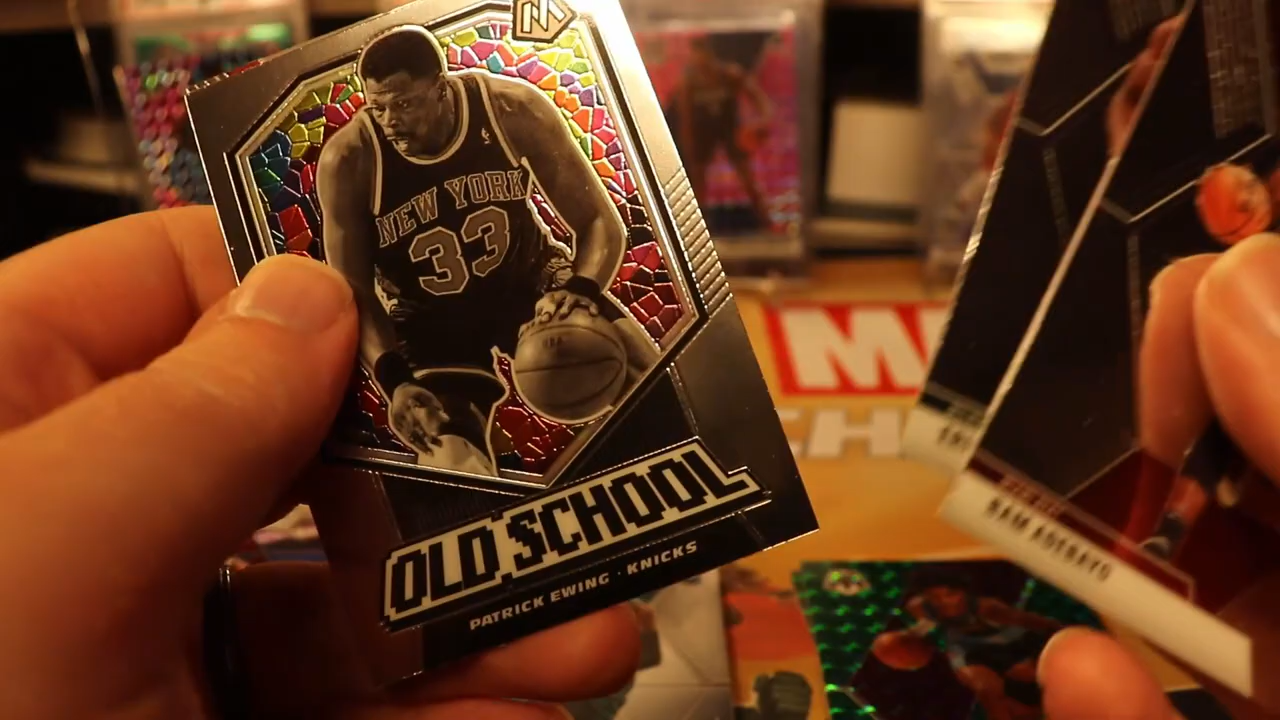 NEW YORK
33
OLD SCHOOL
PATRICK EWING · KNICKS
BAM ADEBAYO